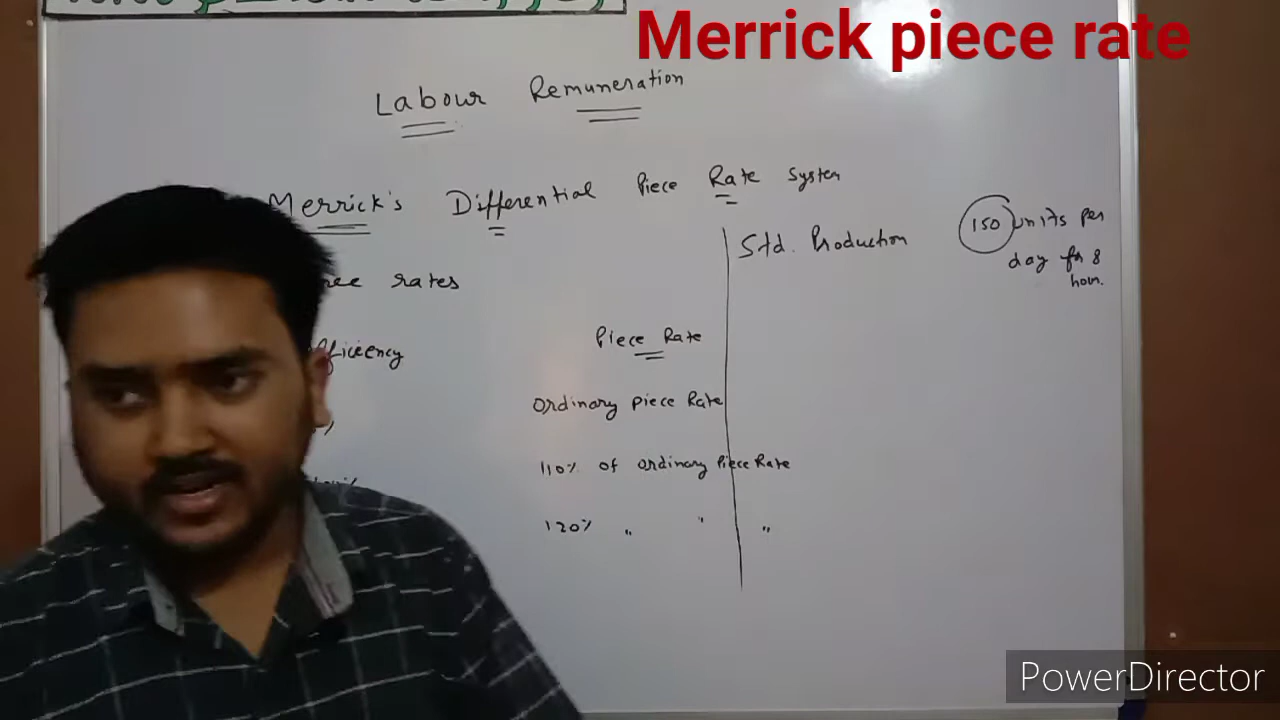 Merrick piece rate
Labour Remuneration
Merrick's Differential Piece Rate System
Std. Production 150 units per
day for 8
hour.
rates
Piece Rate
Ordinary piece Rate
110% of ordinary Piece Rate
120% " " "
PowerDirector